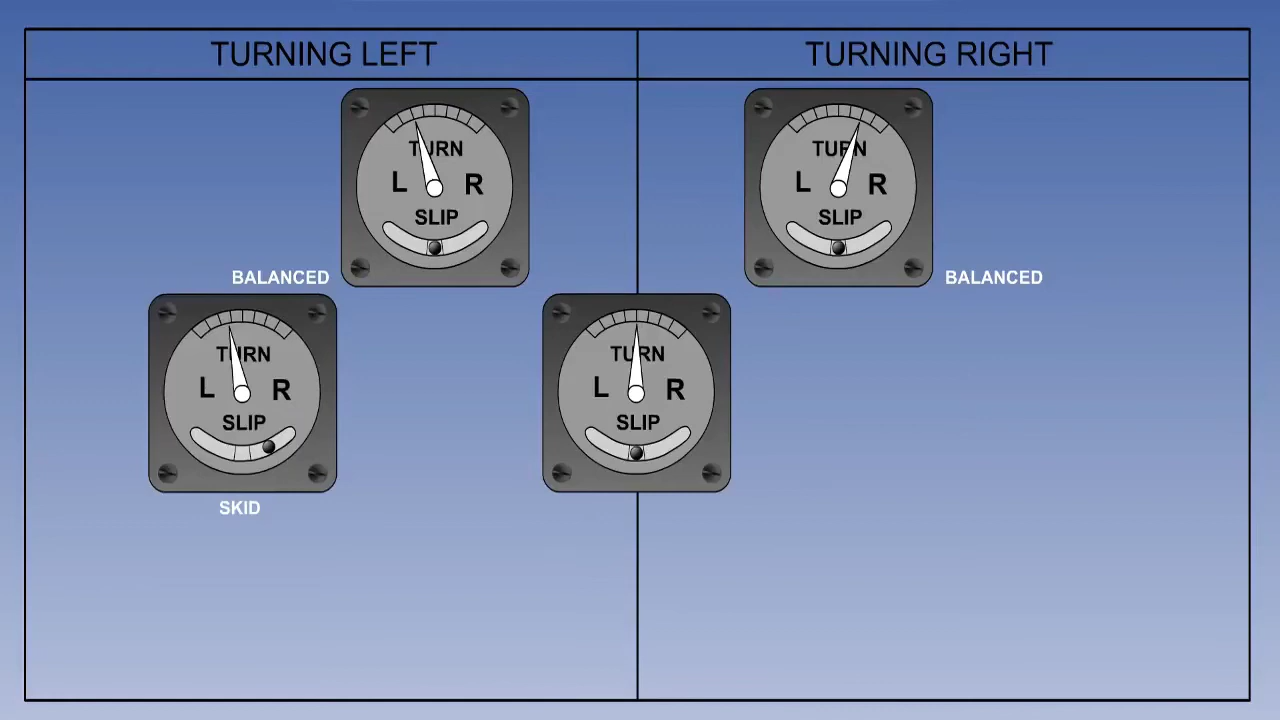 TURNING LEFT
TURNING RIGHT
TURN
L R
SLIP
BALANCED
TURN
L R
SLIP
BALANCED
TURN
L R
SLIP
SKID
TURN
L R
SLIP